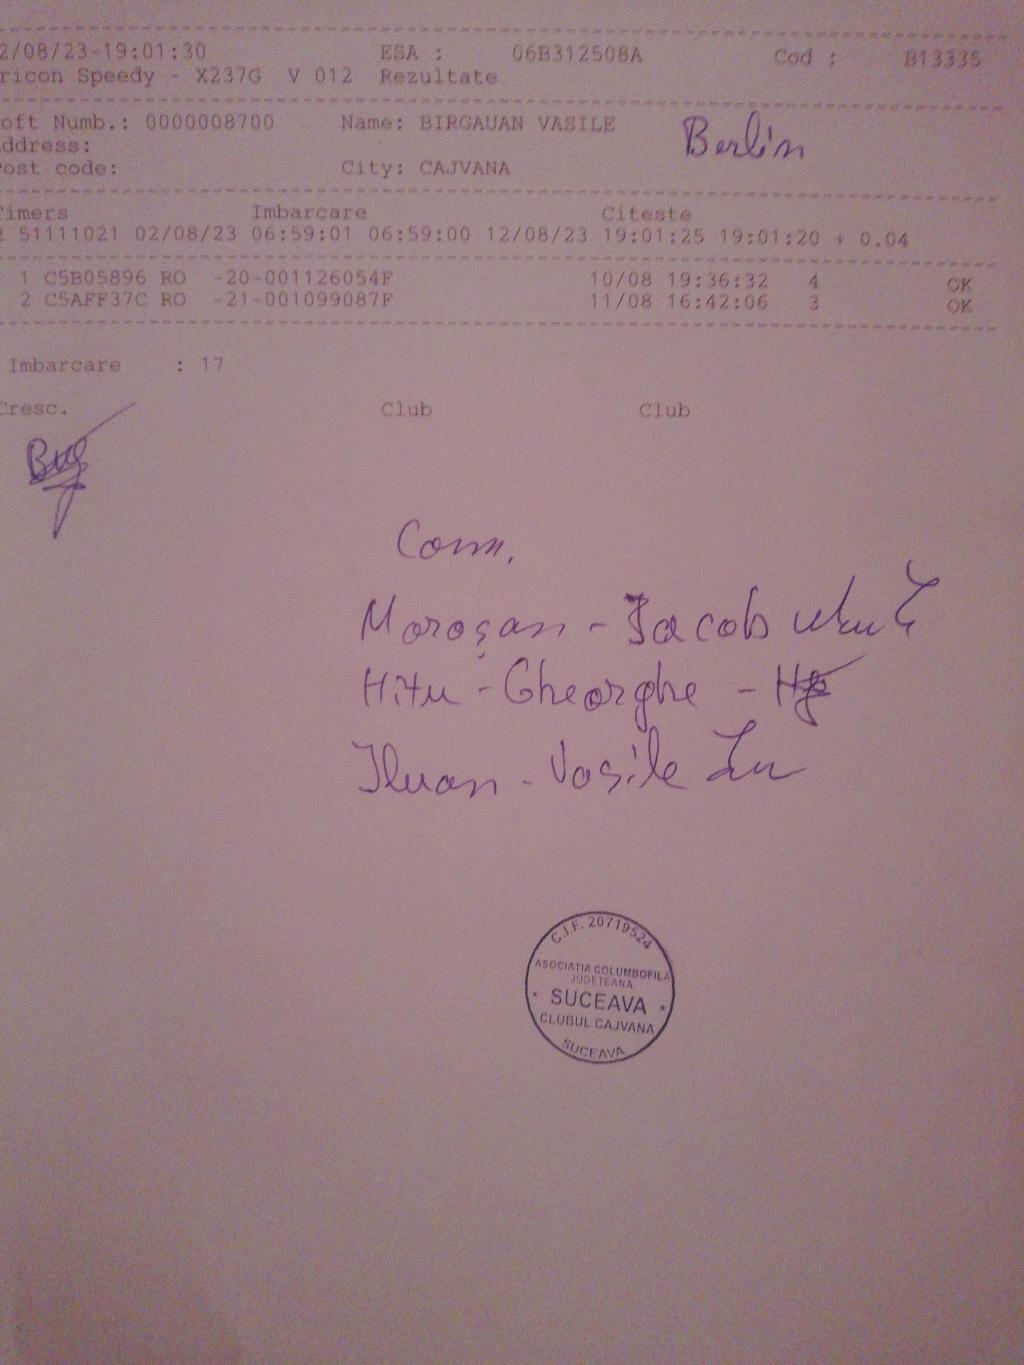 2/08/23-19:01:30 ESA : 06B312508A Cod : B13335
ricon Speedy - X237G V 012 Rezultate
oft Numb.: 0000008700 Name: BIRGAUAN VASILE
ddress:
ost code: City: CAJVANA
Berlin
Timers Imbarcare Citeste
2 51111021 02/08/23 06:59:01 06:59:00 12/08/23 19:01:25 19:01:20 + 0.04
1 C5B05896 RO -20-001126054F 10/08 19:36:32 4 OK
2 C5AFF37C RO -21-001099087F 11/08 16:42:06 3 OK
Imbarcare : 17
Cresc. Club Club
Com.
Moroșan - Iacob
Hitu - Gheorghe -
Iluan - Vasile
C.I.F. 20719524
ASOCIATIA COLUMBOFILA
JUDETEANA
* SUCEAVA *
CLUBUL CAJVANA
SUCEAVA